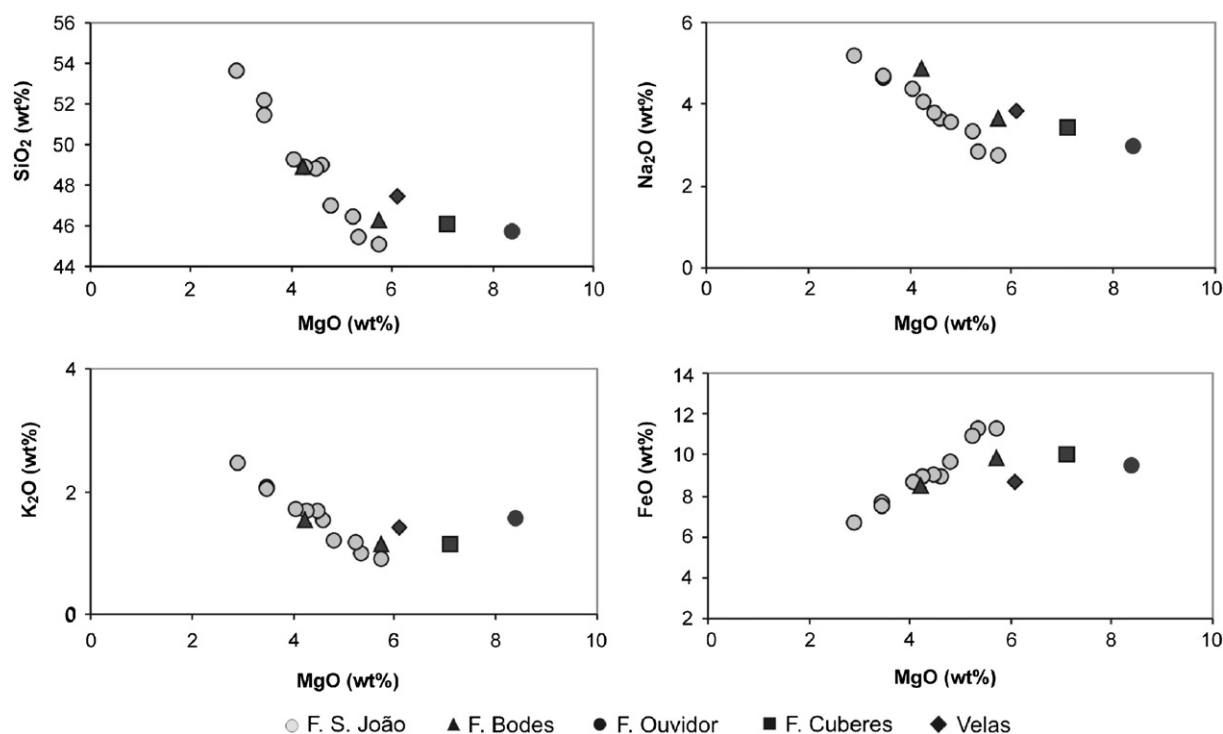 56
54
52
50
48
46
44
SiO₂ (wt%)
0 2 4 6 8 10
MgO (wt%)
6
4
2
0
Na₂O (wt%)
0 2 4 6 8 10
MgO (wt%)
4
2
0
K₂O (wt%)
0 2 4 6 8 10
MgO (wt%)
14
12
10
8
6
4
2
FeO (wt%)
0 2 4 6 8 10
MgO (wt%)
F. S. João F. Bodes F. Ouvidor F. Cuberes Velas